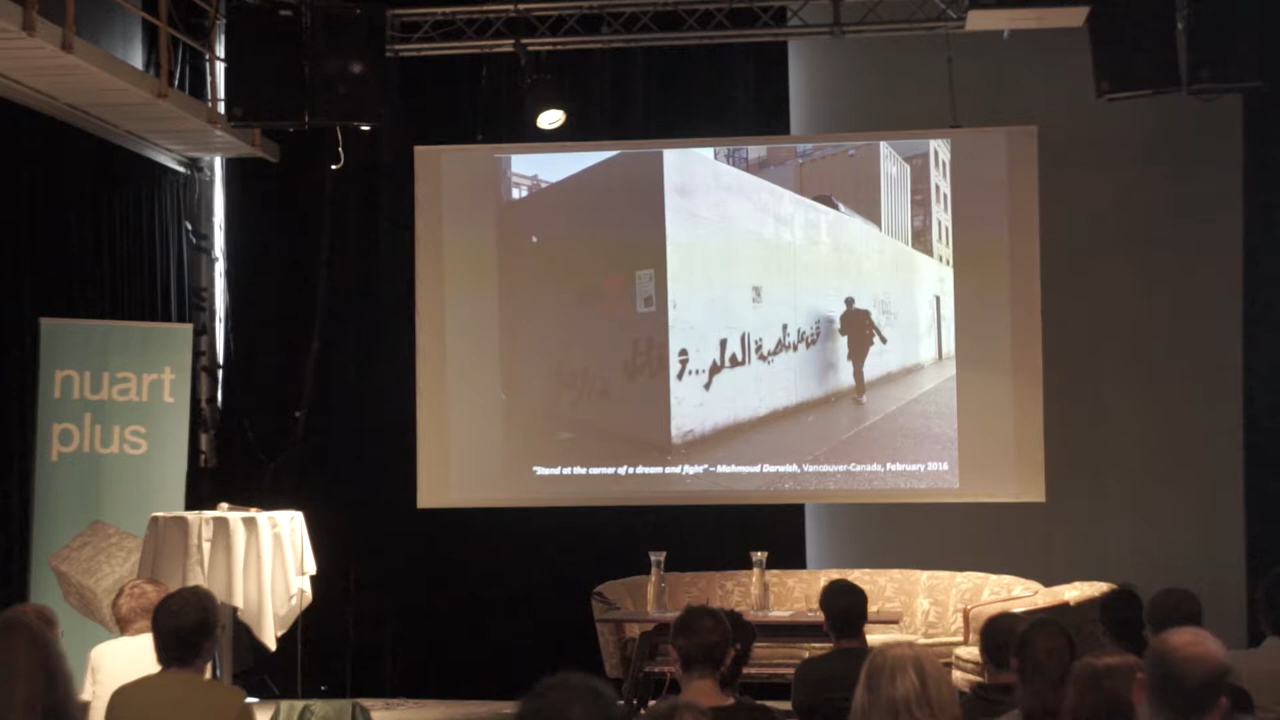 nuart
plus
قف على ناصية الحلم...و
"Stand at the corner of a dream and fight" – Mahmoud Darwish, Vancouver-Canada, February 2016